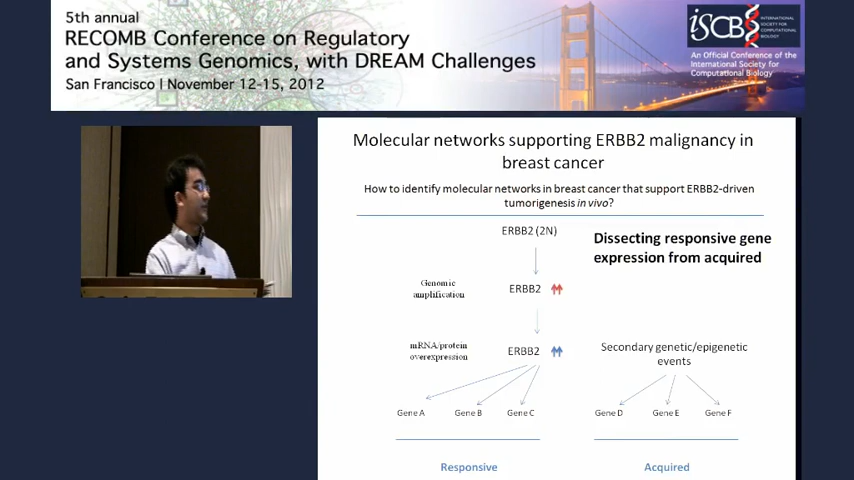 5th annual
RECOMB Conference on Regulatory
and Systems Genomics, with DREAM Challenges
San Francisco | November 12-15, 2012
iSCB
INTERNATIONAL
SOCIETY FOR
COMPUTATIONAL
BIOLOGY
An Official Conference of the
International Society for
Computational Biology
Molecular networks supporting ERBB2 malignancy in
breast cancer
How to identify molecular networks in breast cancer that support ERBB2-driven
tumorigenesis in vivo?
ERBB2 (2N)
Dissecting responsive gene
expression from acquired
Genomic
amplification
ERBB2
mRNA/protein
overexpression
ERBB2
Secondary genetic/epigenetic
events
Gene A
Gene B
Gene C
Gene D
Gene E
Gene F
Responsive
Acquired